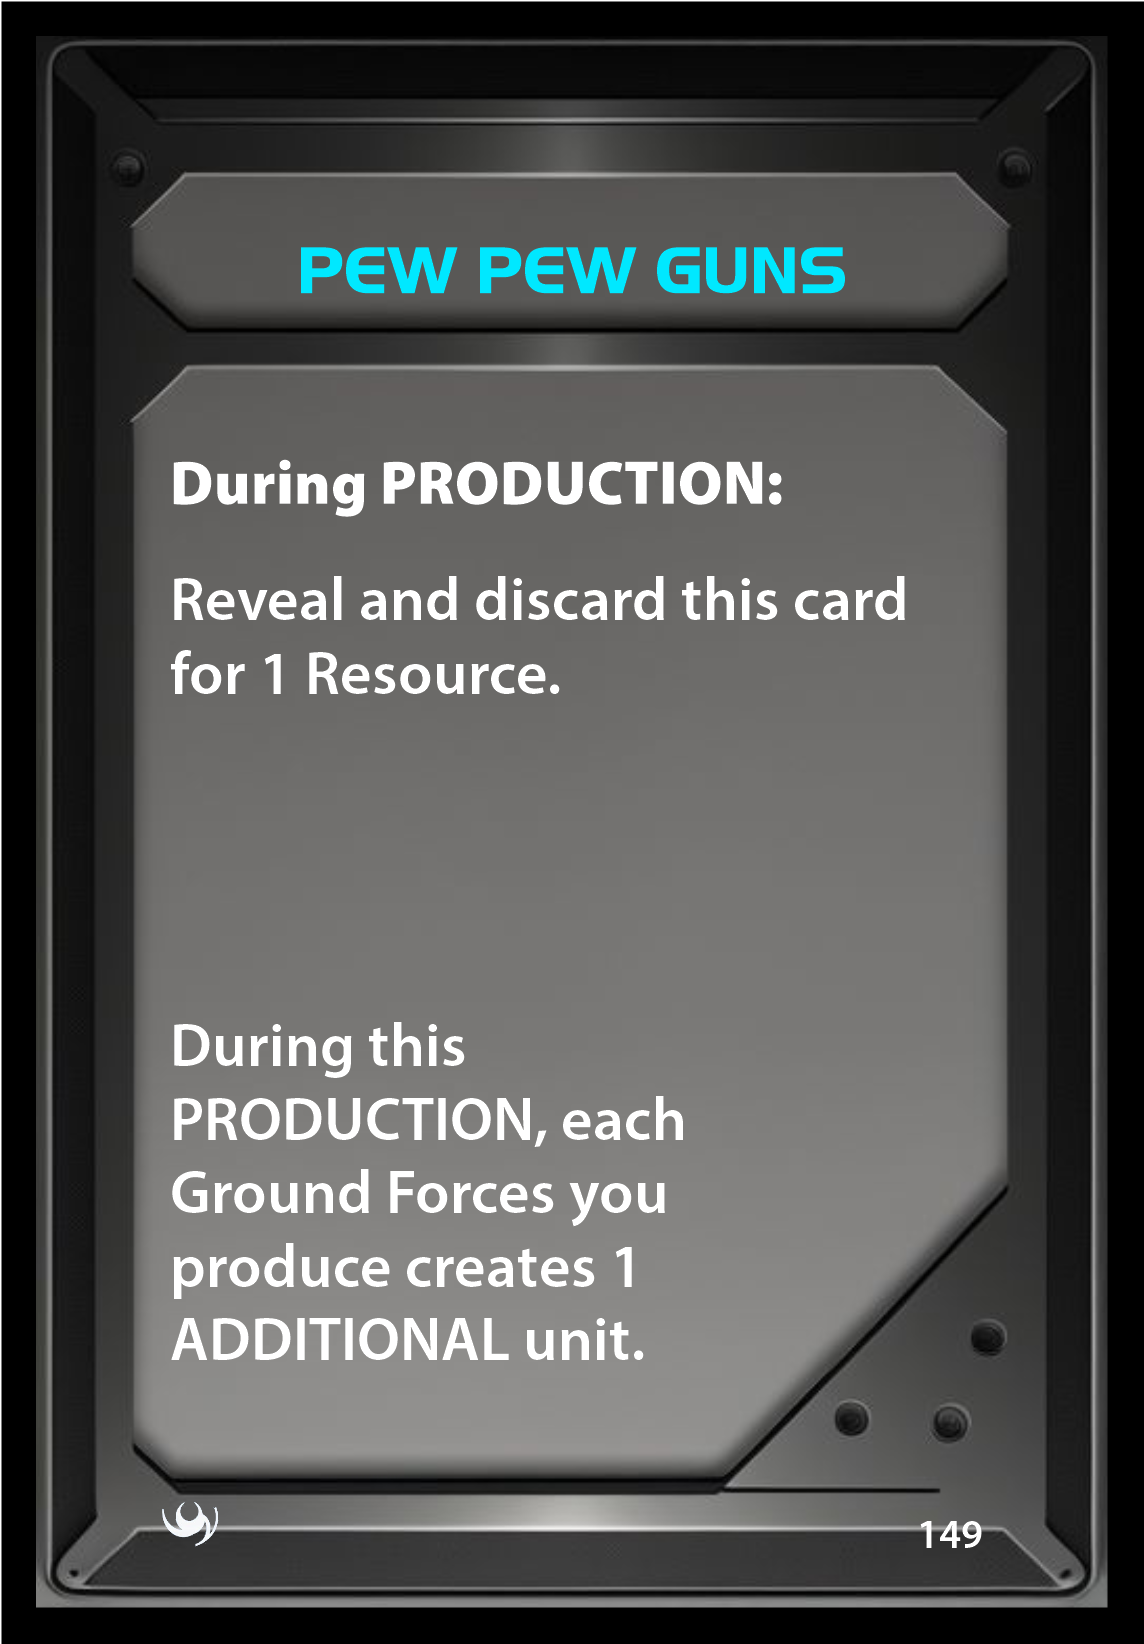 PEW PEW GUNS
During PRODUCTION:
Reveal and discard this card
for 1 Resource.
During this
PRODUCTION, each
Ground Forces you
produce creates 1
ADDITIONAL unit.
149